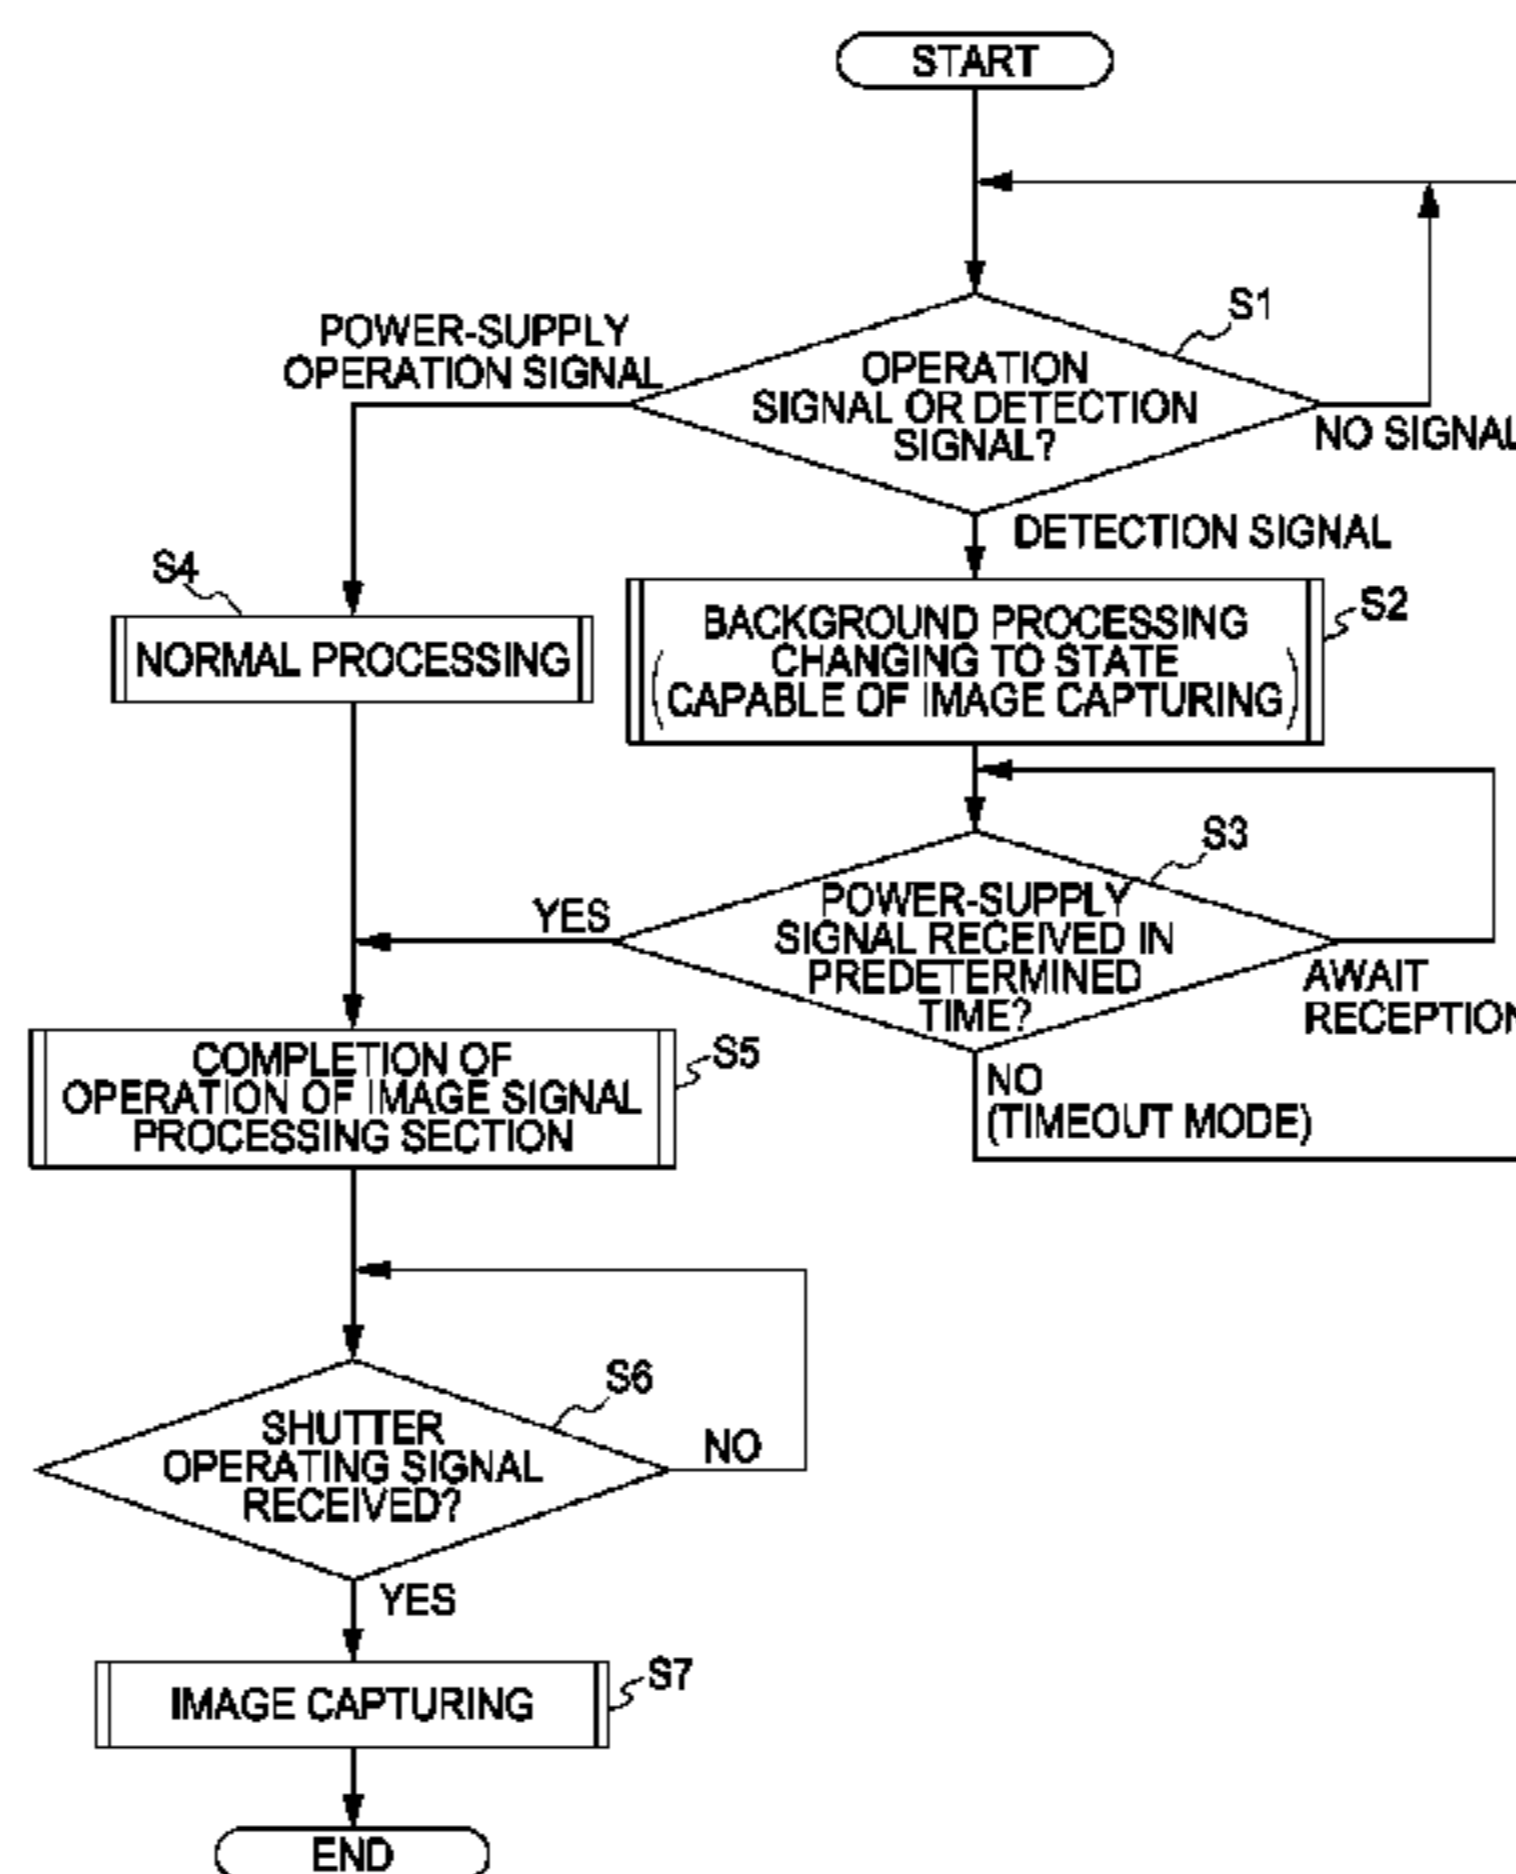 START
S1
POWER-SUPPLY
OPERATION SIGNAL
OPERATION
SIGNAL OR DETECTION
SIGNAL?
NO SIGNAL
DETECTION SIGNAL
S4
NORMAL PROCESSING
S2
BACKGROUND PROCESSING
(CHANGING TO STATE
CAPABLE OF IMAGE CAPTURING)
S3
POWER-SUPPLY
SIGNAL RECEIVED IN
PREDETERMINED
TIME?
YES
AWAIT
RECEPTION
NO
(TIMEOUT MODE)
COMPLETION OF
OPERATION OF IMAGE SIGNAL
PROCESSING SECTION
S5
S6
SHUTTER
OPERATING SIGNAL
RECEIVED?
NO
YES
IMAGE CAPTURING
S7
END